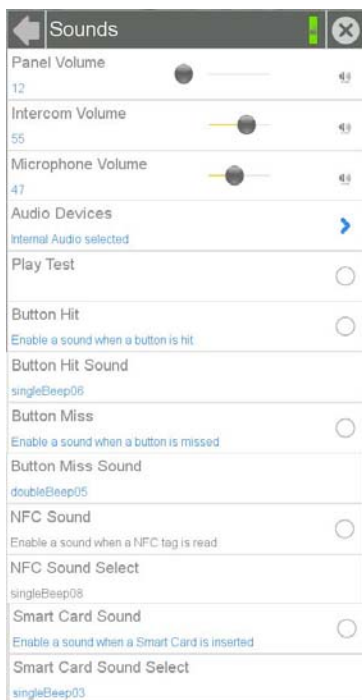 Sounds
Panel Volume
12
Intercom Volume
55
Microphone Volume
47
Audio Devices
Internal Audio selected
Play Test
Button Hit
Enable a sound when a button is hit
Button Hit Sound
singleBeep06
Button Miss
Enable a sound when a button is missed
Button Miss Sound
doubleBeep05
NFC Sound
Enable a sound when a NFC tag is read
NFC Sound Select
singleBeep08
Smart Card Sound
Enable a sound when a Smart Card is inserted
Smart Card Sound Select
singleBeep03